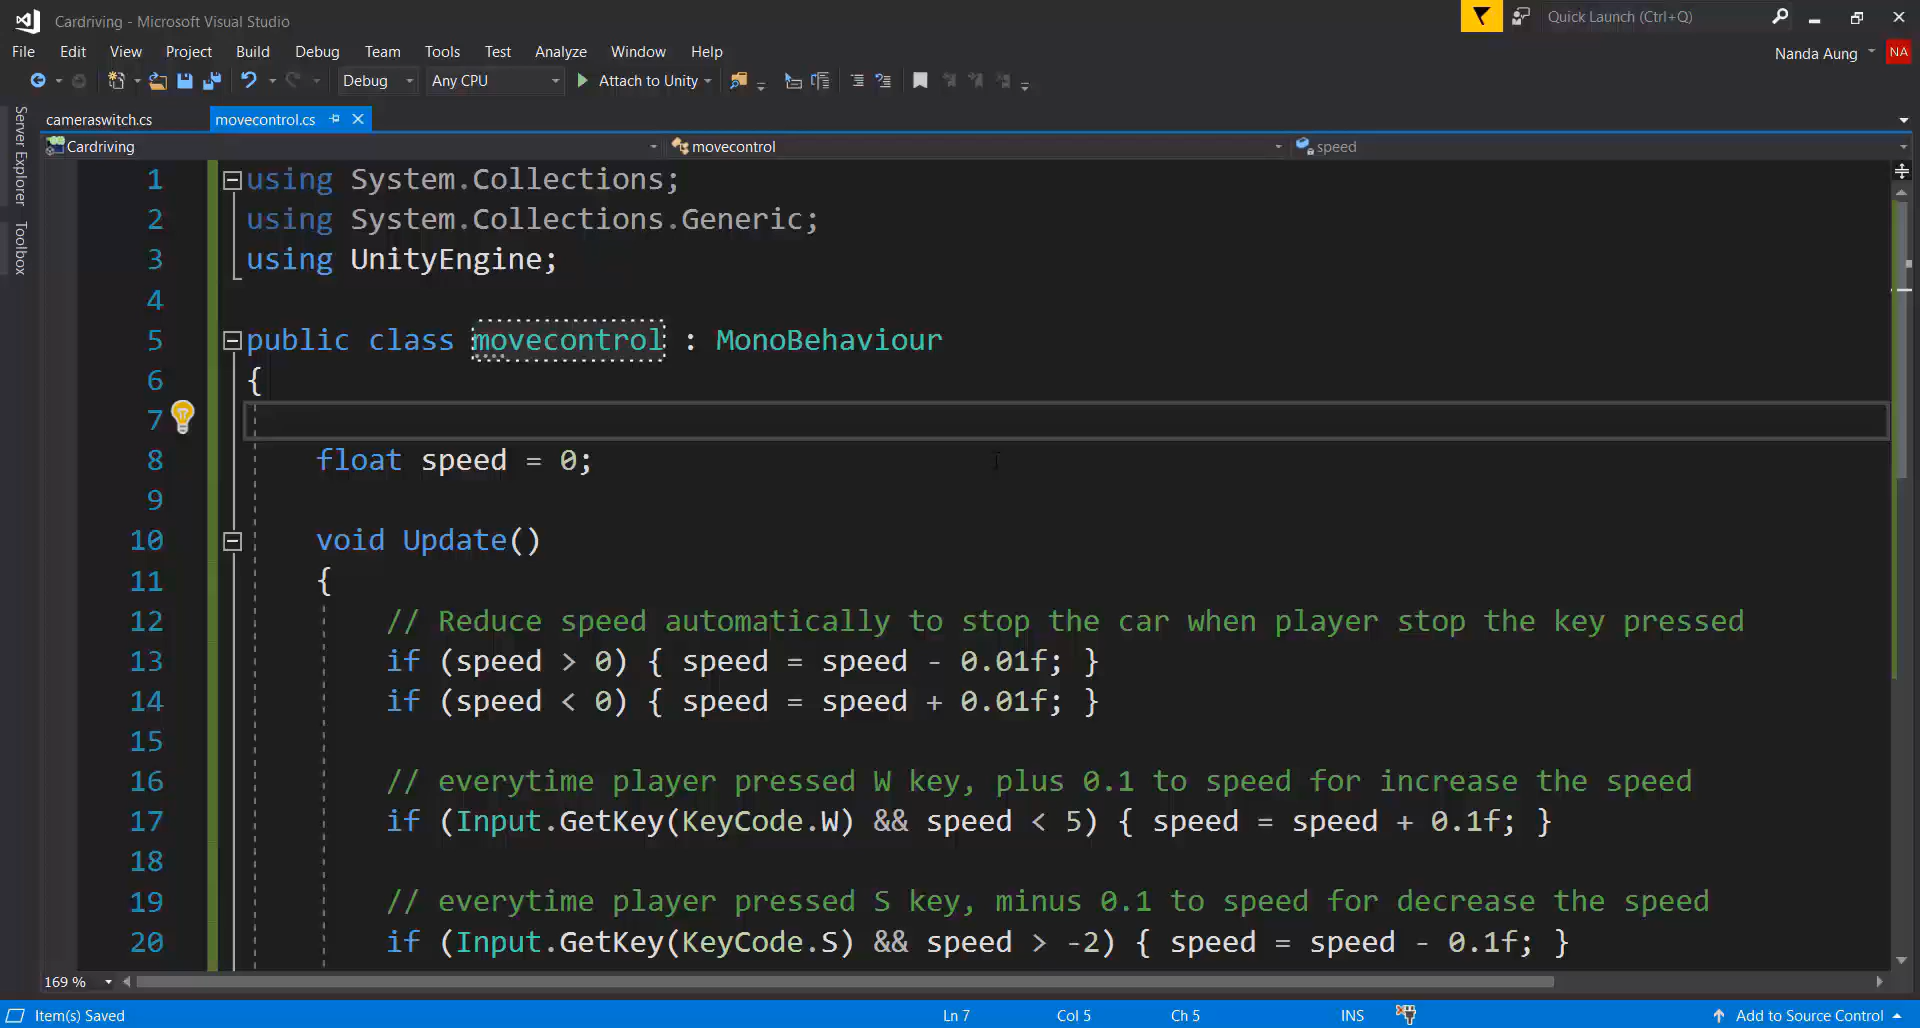 Cardriving - Microsoft Visual Studio
Quick Launch (Ctrl+Q)
File Edit View Project Build Debug Team Tools Test Analyze Window Help
Nanda Aung NA
Debug Any CPU Attach to Unity
Server Explorer
Toolbox
cameraswitch.cs movecontrol.cs
Cardriving movecontrol speed
1 using System.Collections;
2 using System.Collections.Generic;
3 using UnityEngine;
4
5 public class movecontrol : MonoBehaviour
6 {
7
8 float speed = 0;
9
10 void Update()
11 {
12 // Reduce speed automatically to stop the car when player stop the key pressed
13 if (speed > 0) { speed = speed - 0.01f; }
14 if (speed < 0) { speed = speed + 0.01f; }
15
16 // everytime player pressed W key, plus 0.1 to speed for increase the speed
17 if (Input.GetKey(KeyCode.W) && speed < 5) { speed = speed + 0.1f; }
18
19 // everytime player pressed S key, minus 0.1 to speed for decrease the speed
20 if (Input.GetKey(KeyCode.S) && speed > -2) { speed = speed - 0.1f; }
169 %
Item(s) Saved Ln 7 Col 5 Ch 5 INS Add to Source Control